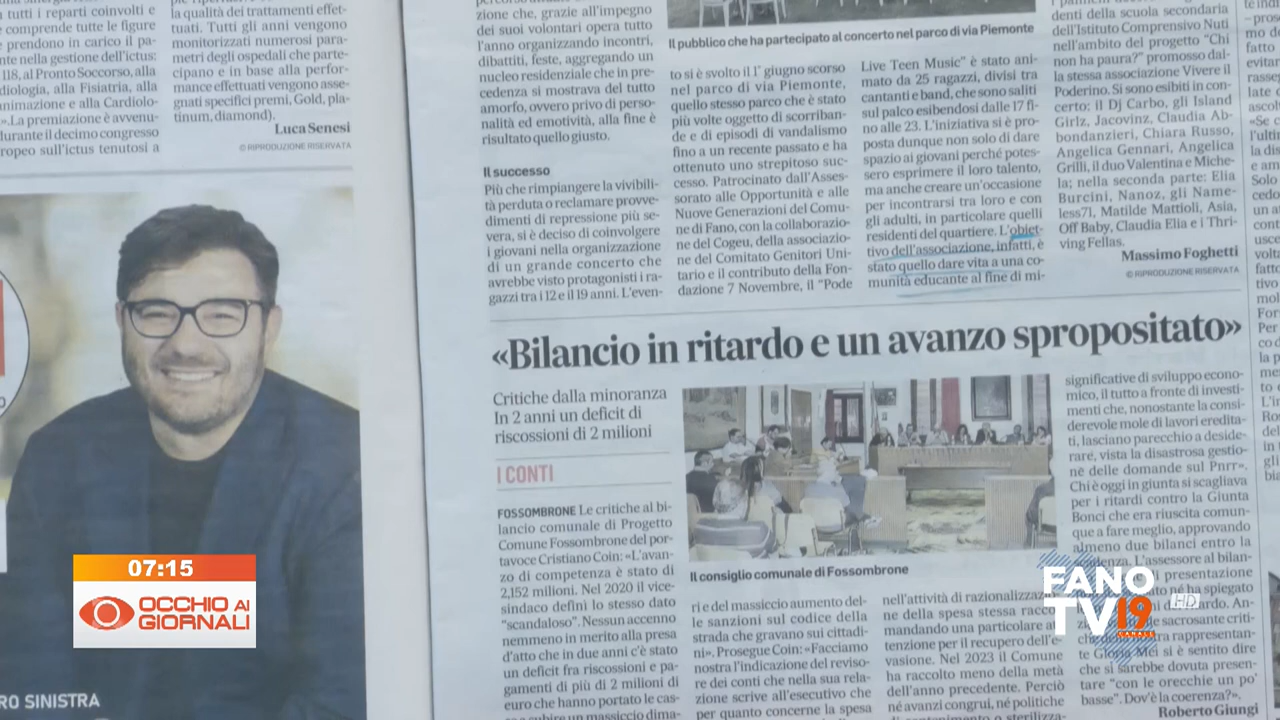 tutti i reparti coinvolti e
comprende tutte le figure
prendono in carico il pa-
nte nella gestione dell'ictus:
118, al Pronto Soccorso, alla
diologia, alla Fisiatria, alla
nimazione e alla Cardiolo-
».La premiazione è avvenu-
durante il decimo congresso
ropeo sull'ictus tenutosi a
la qualità dei trattamenti effet-
tuati. Tutti gli anni vengono
monitorizzati numerosi para-
metri degli ospedali che parte-
cipano e in base alla perfor-
mance effettuati vengono asse-
gnati specifici premi, Gold, pla-
tinum, diamond).
Luca Senesi
© RIPRODUZIONE RISERVATA
RO SINISTRA
zione che, grazie all'impegno
dei suoi volontari opera tutto
l'anno organizzando incontri,
dibattiti, feste, aggregando un
nucleo residenziale che in pre-
cedenza si mostrava del tutto
amorfo, ovvero privo di perso-
nalità ed emotività, alla fine è
risultato quello giusto.
Il successo
Più che rimpiangere la vivibili-
tà perduta o reclamare provve-
dimenti di repressione più se-
vera, si è deciso di coinvolgere
i giovani nella organizzazione
di un grande concerto che
avrebbe visto protagonisti i ra-
gazzi tra i 12 e il 19 anni. L'even-
Il pubblico che ha partecipato al concerto nel parco di via Piemonte
to si è svolto il 1° giugno scorso
nel parco di via Piemonte,
quello stesso parco che è stato
più volte oggetto di scorriban-
de e di episodi di vandalismo
fino a un recente passato e ha
ottenuto uno strepitoso suc-
cesso. Patrocinato dall'Asses-
sorato alle Opportunità e alle
Nuove Generazioni del Comu-
ne di Fano, con la collaborazio-
ne del Cogeu, della associazio-
ne del Comitato Genitori Uni-
tario e il contributo della Fon-
dazione 7 Novembre, il "Pode
Live Teen Music" è stato ani-
mato da 25 ragazzi, divisi tra
cantanti e band, che sono saliti
sul palco esibendosi dalle 17 fi-
no alle 23. L'iniziativa si è pro-
posta dunque non solo di dare
spazio ai giovani perché potes-
sero esprimere il loro talento,
ma anche creare un'occasione
per incontrarsi tra loro e con
gli adulti, in particolare quelli
residenti del quartiere. L'obiet-
tivo dell'associazione, infatti, è
stato quello dare vita a una co-
munità educante al fine di mi-
denti della scuola secondaria
dell'Istituto Comprensivo Nuti
nell'ambito del progetto "Chi
non ha paura?" promosso dal-
la stessa associazione Vivere il
Poderino. Si sono esibiti in con-
certo: il Dj Carbo, gli Island
Girlz, Jacovinz, Claudia Ab-
bondanzieri, Chiara Russo,
Angelica Gennari, Angelica
Grilli, il duo Valentina e Miche-
la; nella seconda parte: Elia
Burcini, Nanoz, gli Name-
less71, Matilde Mattioli, Asia,
Off Baby, Claudia Elia e i Thri-
ving Fellas.
Massimo Foghetti
© RIPRODUZIONE RISERVATA
«Bilancio in ritardo e un avanzo spropositato»
Critiche dalla minoranza
In 2 anni un deficit di
riscossioni di 2 milioni
I CONTI
FOSSOMBRONE Le critiche al bi-
lancio comunale di Progetto
Comune Fossombrone del por-
tavoce Cristiano Coin: «L'avan-
zo di competenza è stato di
2,152 milioni. Nel 2020 il vice-
sindaco definì lo stesso dato
"scandaloso". Nessun accenno
nemmeno in merito alla presa
d'atto che in due anni c'è stato
un deficit fra riscossioni e pa-
gamenti di più di 2 milioni di
euro che hanno portato le cas-
Il consiglio comunale di Fossombrone
ri e del massiccio aumento del-
le sanzioni sul codice della
strada che gravano sui cittadi-
ni». Prosegue Coin: «Facciamo
nostra l'indicazione del reviso-
re dei conti che nella sua rela-
zione scrive all'esecutivo che
per quanto concerne la spesa
nell'attività di razionalizzazio
ne della spesa stessa racco
mandando una particolare at
tenzione per il recupero dell'e
vasione. Nel 2023 il Comune
ha raccolto meno della metà
dell'anno precedente. Perciò
né avanzi congrui, né politiche
significative di sviluppo econo-
mico, il tutto a fronte di investi-
menti che, nonostante la consi-
derevole mole di lavori eredita-
ti, lasciano parecchio a deside-
rare, vista la disastrosa gestio-
ne delle domande sul Pnrr».
Chi è oggi in giunta si scagliava
per i ritardi contro la Giunta
Bonci che era riuscita comun-
que a fare meglio, approvando
almeno due bilanci entro la
L'assessore al bilan-
presentazione
né ha spiegato
ardo. An-
sacrosante criti-
ra rappresentan-
te Gloria Mei si è sentito dire
che si sarebbe dovuta presen-
tare "con le orecchie un po'
basse". Dov'è la coerenza?».
Roberto Giungi
07:15
OCCHIO AI
GIORNALI
FANO
TV 19
CANALE
HD